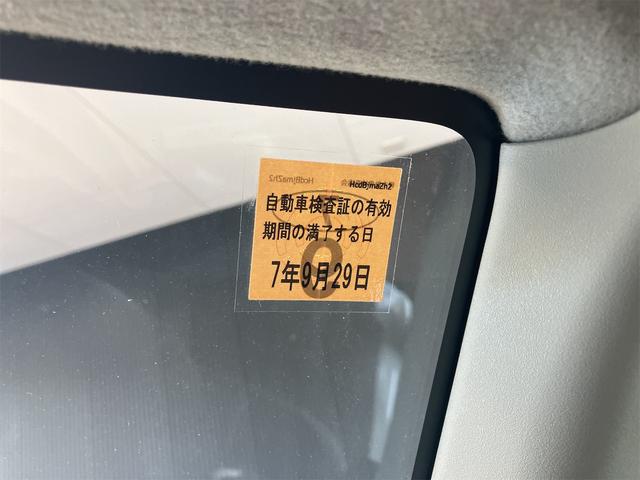 HcdBjmaZh2
自動車検査証の有効
期間の満了する日
7年9月29日